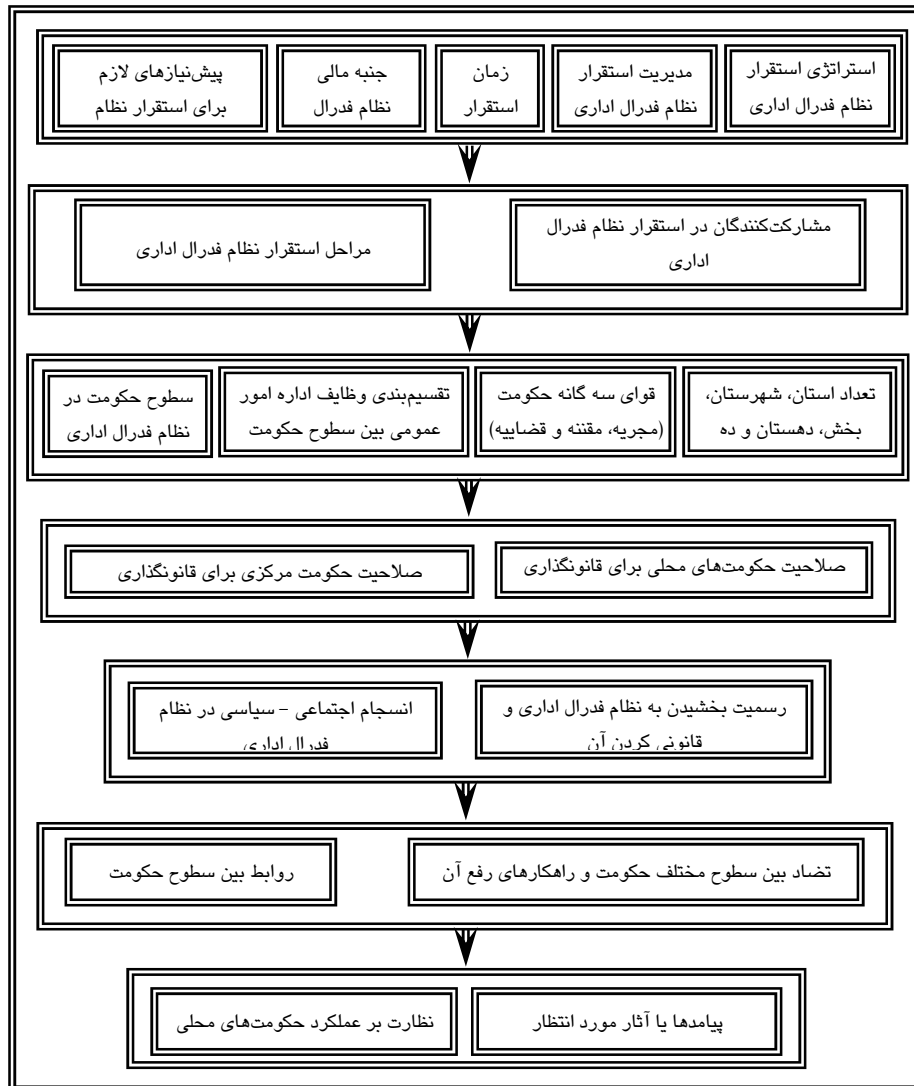 استراتژی استقرار
نظام فدرال اداری
مدیریت استقرار
نظام فدرال اداری
زمان
استقرار
جنبه مالی
نظام فدرال
پیش‌نیازهای لازم
برای استقرار نظام
مشارکت‌کنندگان در استقرار نظام فدرال
اداری
مراحل استقرار نظام فدرال اداری
تعداد استان، شهرستان،
بخش، دهستان و ده
قوای سه گانه حکومت
(مجریه، مقننه و قضاییه)
تقسیم‌بندی وظایف اداره امور
عمومی بین سطوح حکومت
سطوح حکومت در
نظام فدرال اداری
صلاحیت حکومت‌های محلی برای قانونگذاری
صلاحیت حکومت مرکزی برای قانونگذاری
رسمیت بخشیدن به نظام فدرال اداری و
قانونی کردن آن
انسجام اجتماعی – سیاسی در نظام
فدرال اداری
تضاد بین سطوح مختلف حکومت و راهکارهای رفع آن
روابط بین سطوح حکومت
پیامدها یا آثار مورد انتظار
نظارت بر عملکرد حکومت‌های محلی